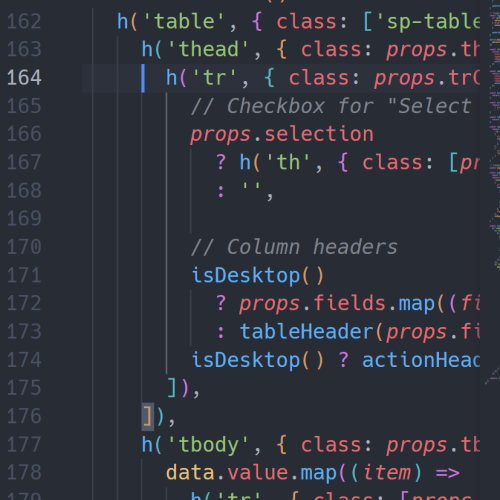 162 h('table', { class: ['sp-table
163 h('thead', { class: props.th
164 h('tr', { class: props.trC
165 // Checkbox for "Select
166 props.selection
167 ? h('th', { class: [pr
168 : '',
169
170 // Column headers
171 isDesktop()
172 ? props.fields.map((fi
173 : tableHeader(props.fi
174 isDesktop() ? actionHead
175 ]),
176 ]),
177 h('tbody', { class: props.tb
178 data.value.map((item) =>